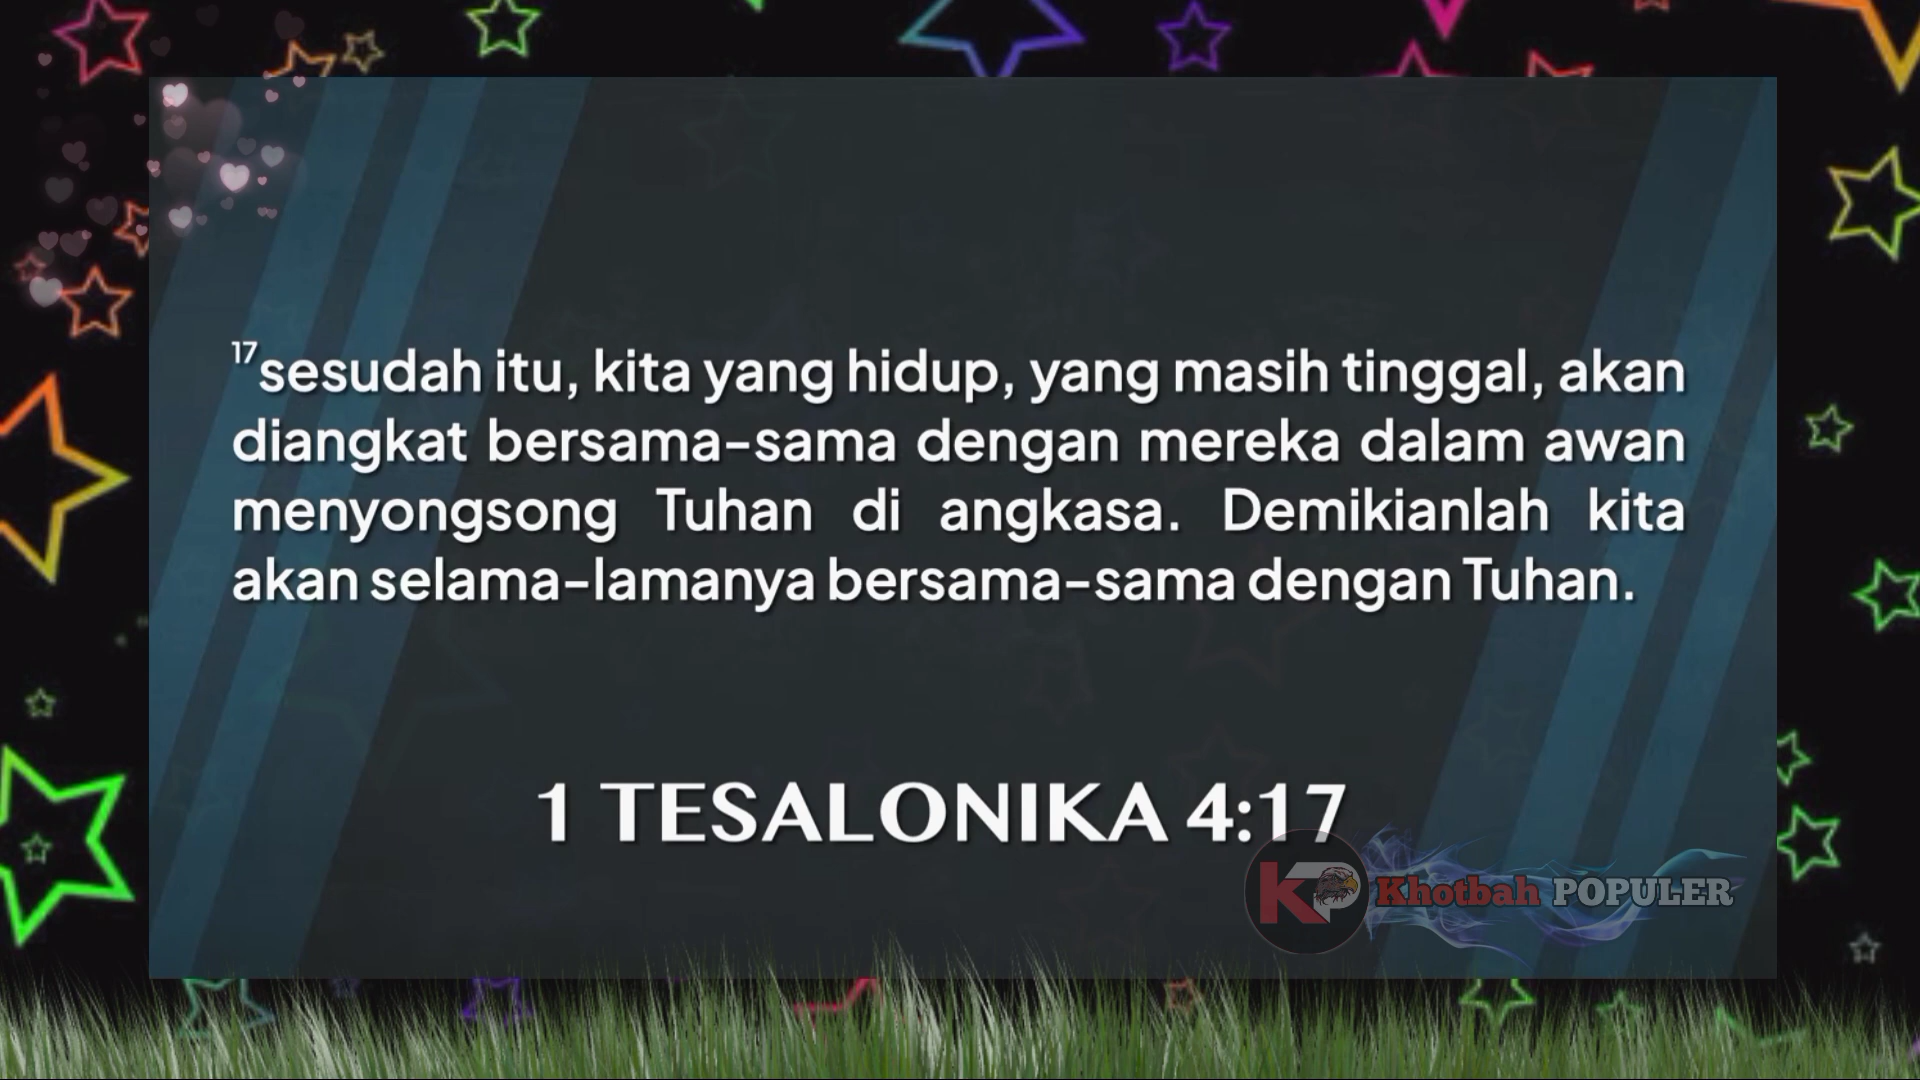 17sesudah itu, kita yang hidup, yang masih tinggal, akan
diangkat bersama-sama dengan mereka dalam awan
menyongsong Tuhan di angkasa. Demikianlah kita
akan selama-lamanya bersama-sama dengan Tuhan.
1 TESALONIKA 4:17
KP Khotbah POPULER